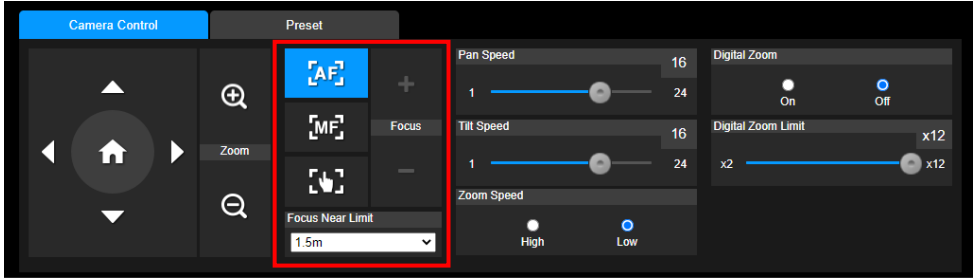 Camera Control
Preset
Zoom
AF
MF
Focus
Focus Near Limit
1.5m
Pan Speed
16
1
24
Tilt Speed
16
1
24
Zoom Speed
High
Low
Digital Zoom
On
Off
Digital Zoom Limit
x12
x2
x12